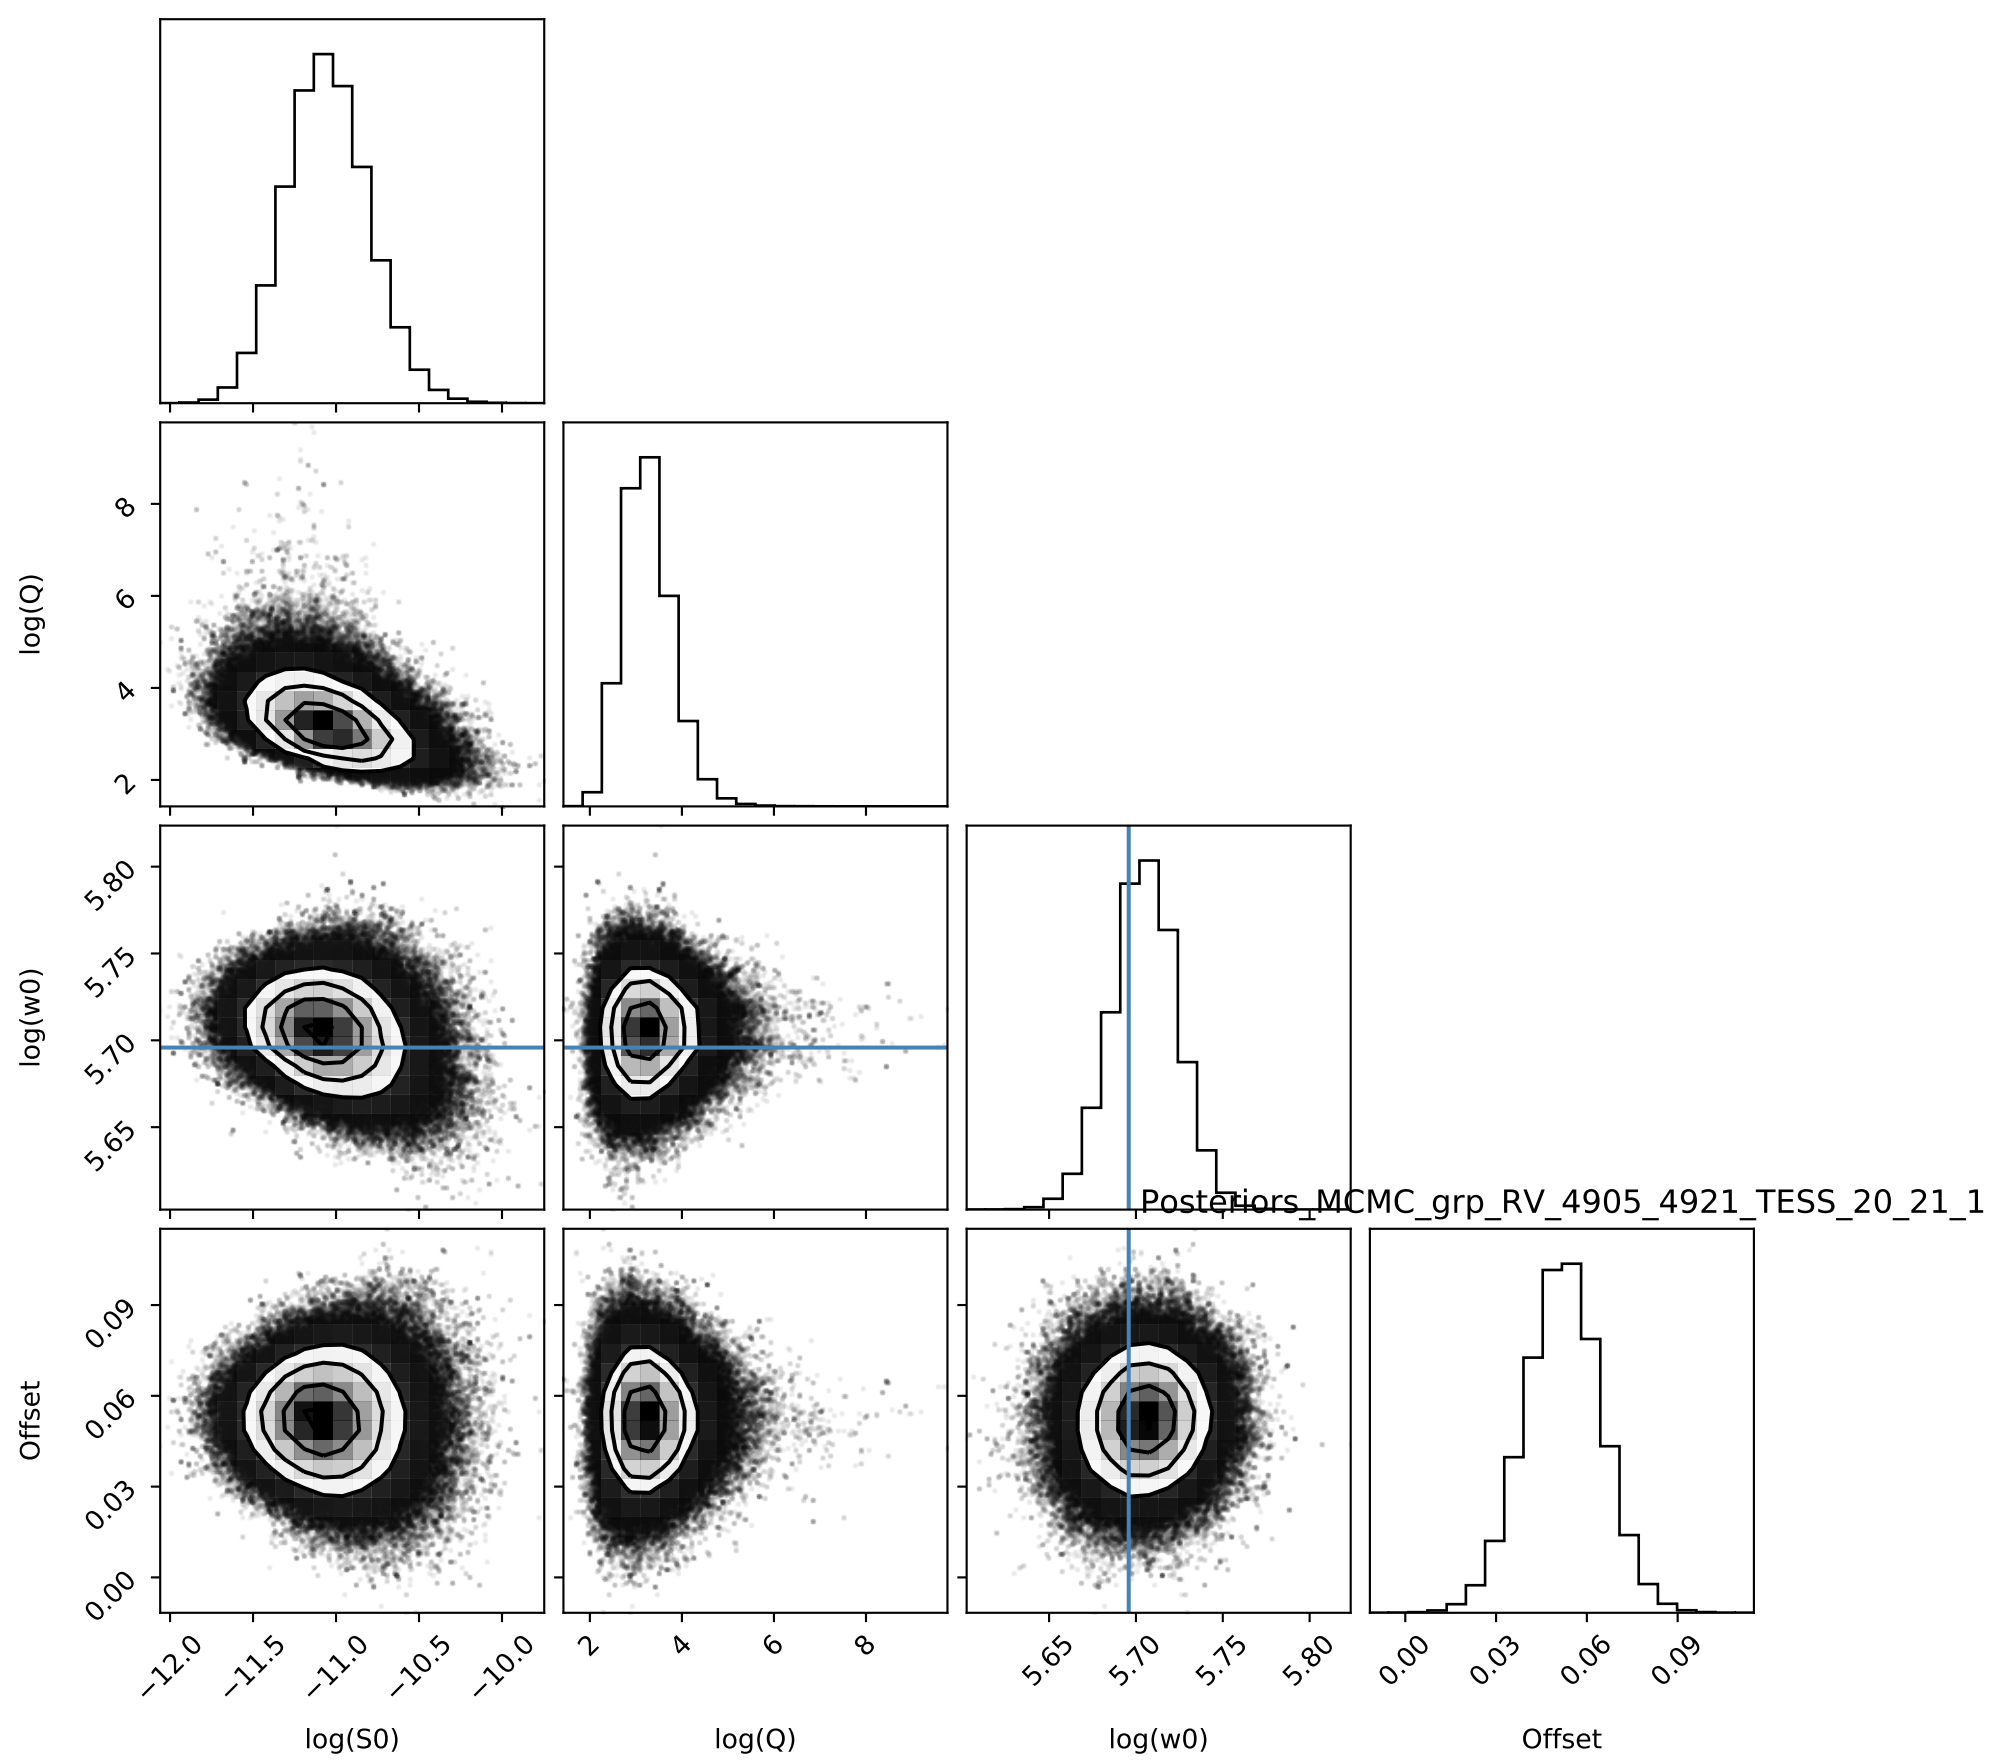 log(Q)
8
6
4
2
log(w0)
5.80
5.75
5.70
5.65
Posteriors_MCMC_grp_RV_4905_4921_TESS_20_21_1
Offset
0.09
0.06
0.03
0.00
−12.0 −11.5 −11.0 −10.5 −10.0 2 4 6 8 5.65 5.70 5.75 5.80 0.00 0.03 0.06 0.09
log(S0) log(Q) log(w0) Offset